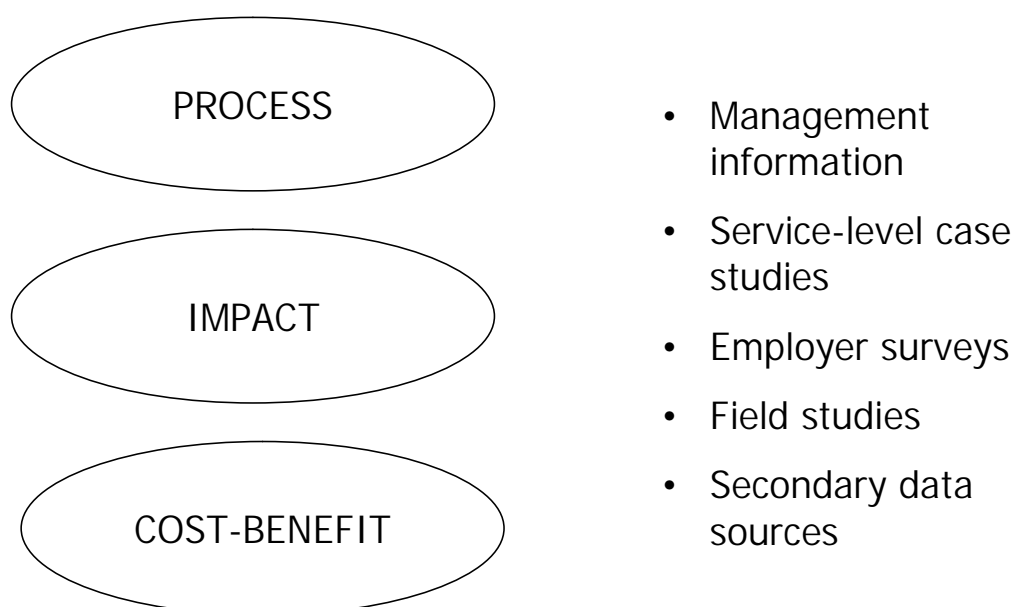 PROCESS
IMPACT
COST-BENEFIT
• Management
information
• Service-level case
studies
• Employer surveys
• Field studies
• Secondary data
sources